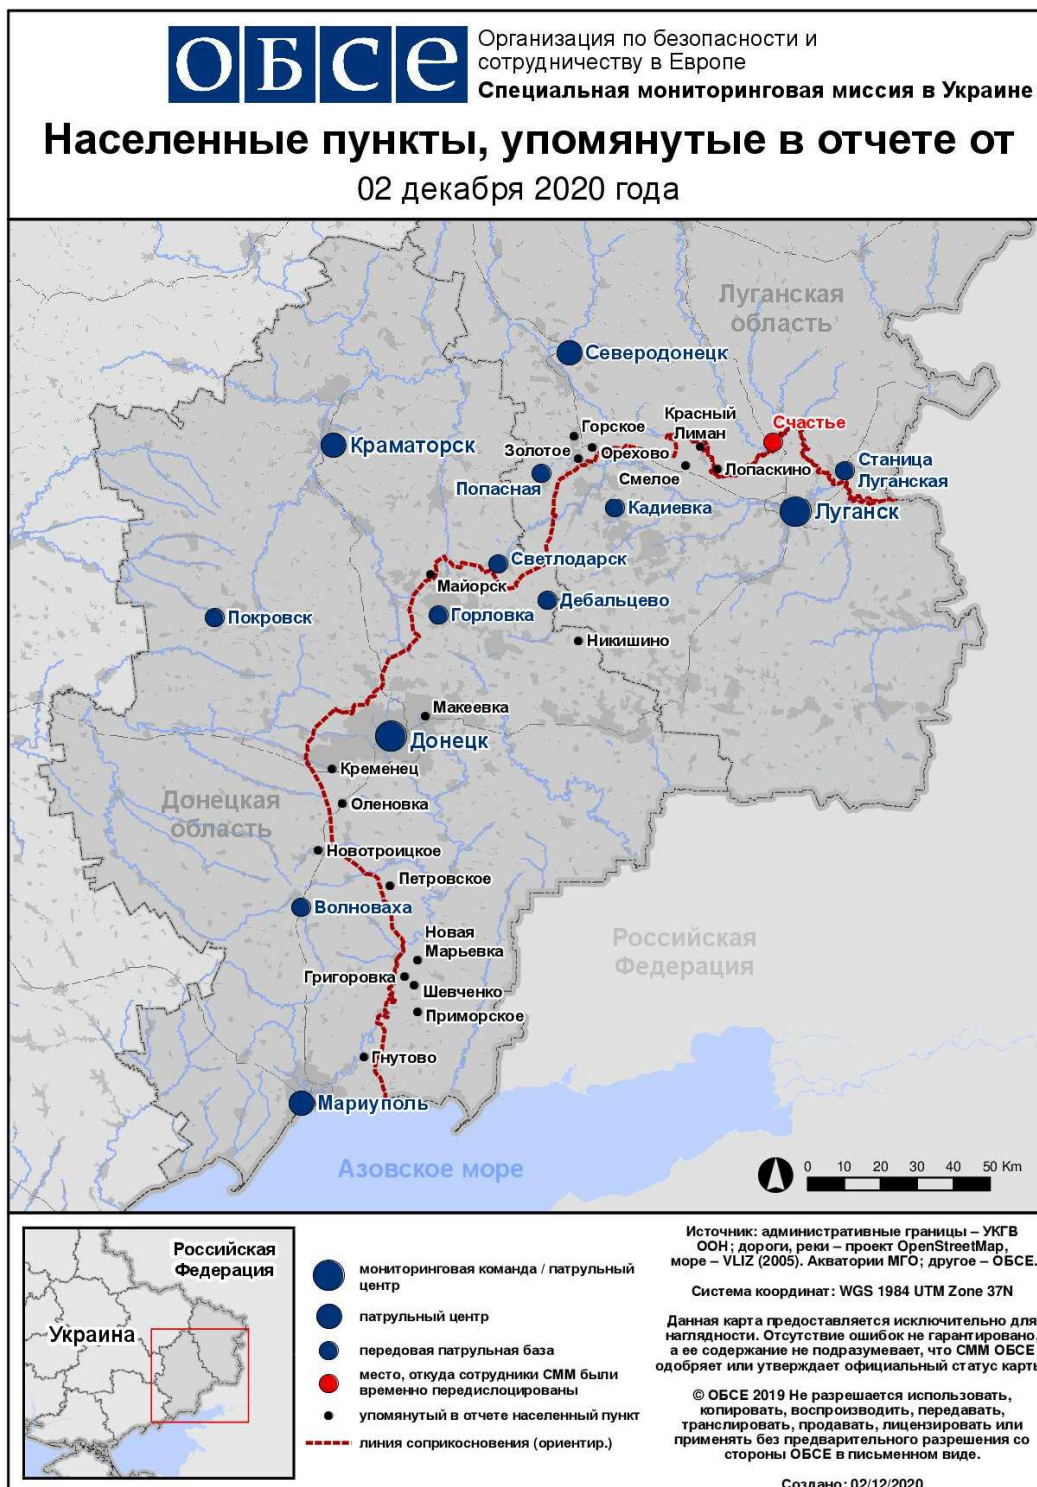 ОБСЕ
Организация по безопасности и
сотрудничеству в Европе
Специальная мониторинговая миссия в Украине
Населенные пункты, упомянутые в отчете от
02 декабря 2020 года
Луганская
область
Северодонецк
Красный
Лиман
Счастье
Горское
Краматорск
Золотое
Орехово
Станица
Луганская
Лопаскино
Смелое
Попасная
Кадиевка
Луганск
Светлодарск
Майорск
Дебальцево
Горловка
Покровск
Никишино
Макеевка
Донецк
Кременец
Донецкая
область
Оленовка
Новотроицкое
Петровское
Волноваха
Новая
Марьевка
Российская
Федерация
Григоровка
Шевченко
Приморское
Гнутово
Мариуполь
Азовское море
0 10 20 30 40 50 Km
Российская
Федерация
Украина
мониторинговая команда / патрульный
центр
патрульный центр
передовая патрульная база
место, откуда сотрудники СММ были
временно передислоцированы
упомянутый в отчете населенный пункт
линия соприкосновения (ориентир.)
Источник: административные границы – УКГВ
ООН; дороги, реки – проект OpenStreetMap,
море – VLIZ (2005). Акватории МГО; другое – ОБСЕ.
Система координат: WGS 1984 UTM Zone 37N
Данная карта предоставляется исключительно для
наглядности. Отсутствие ошибок не гарантировано,
а ее содержание не подразумевает, что СММ ОБСЕ
одобряет или утверждает официальный статус карты
© ОБСЕ 2019 Не разрешается использовать,
копировать, воспроизводить, передавать,
транслировать, продавать, лицензировать или
применять без предварительного разрешения со
стороны ОБСЕ в письменном виде.
Создано: 02/12/2020